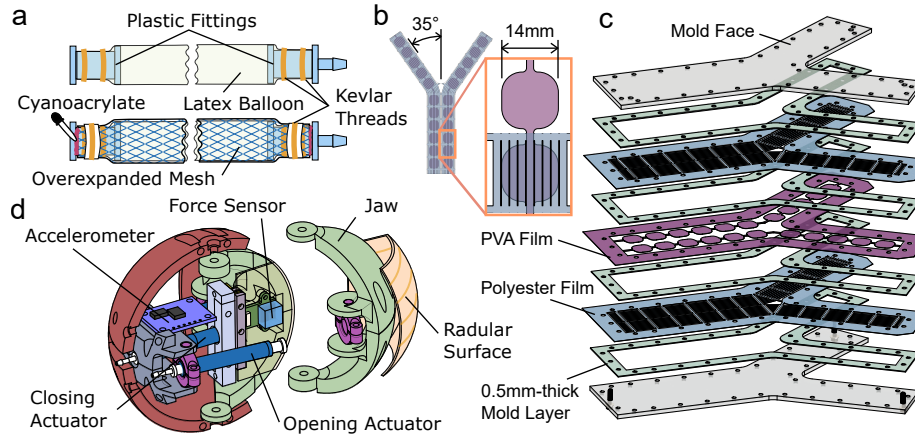 a
Plastic Fittings
Cyanoacrylate
Latex Balloon
Kevlar
Threads
Overexpanded Mesh
b
35°
14mm
c
Mold Face
PVA Film
Polyester Film
0.5mm-thick
Mold Layer
d
Force Sensor
Jaw
Accelerometer
Radular
Surface
Closing
Actuator
Opening Actuator